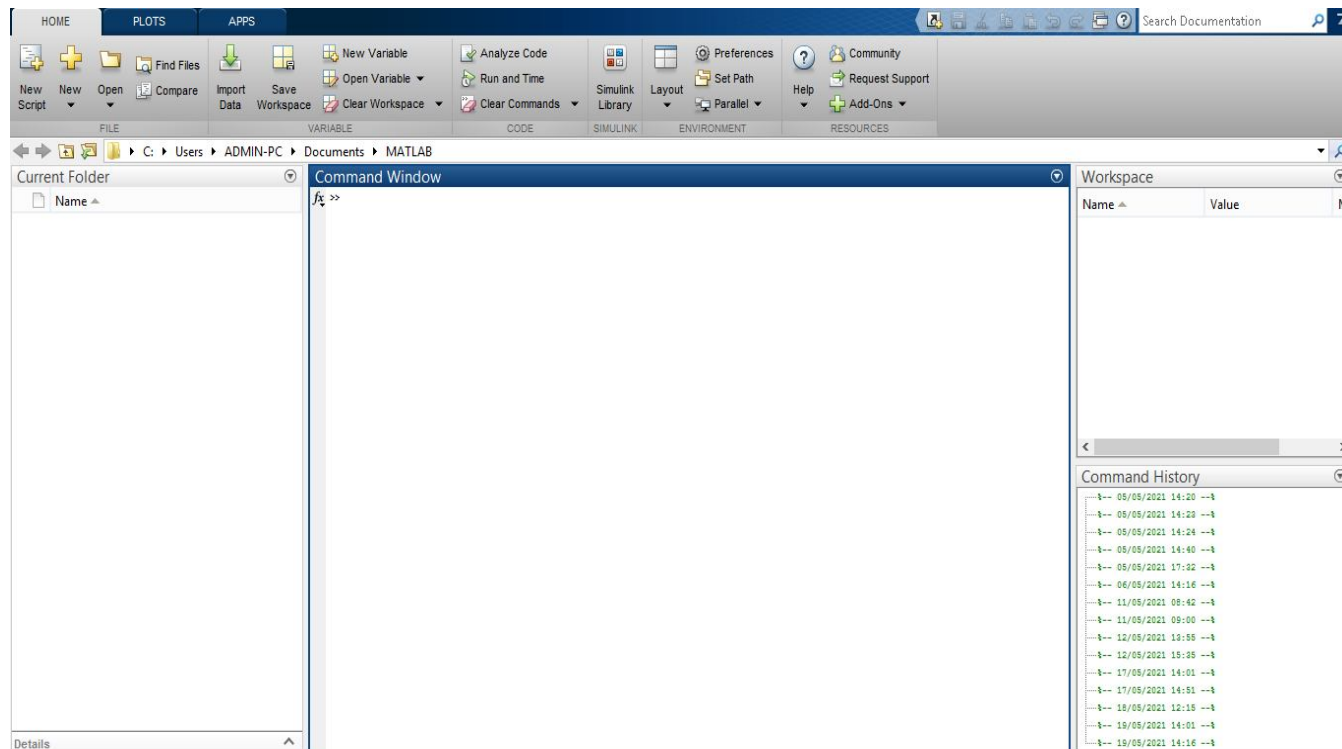 HOME PLOTS APPS
Search Documentation
New Script
New
Open
Find Files
Compare
FILE
Import Data
Save Workspace
New Variable
Open Variable
Clear Workspace
VARIABLE
Analyze Code
Run and Time
Clear Commands
CODE
Simulink Library
SIMULINK
Layout
Preferences
Set Path
Parallel
ENVIRONMENT
Help
Community
Request Support
Add-Ons
RESOURCES
C: Users ADMIN-PC Documents MATLAB
Current Folder
Name
Details
Command Window
fx >>
Workspace
Name Value
Command History
%-- 05/05/2021 14:20 --%
%-- 05/05/2021 14:23 --%
%-- 05/05/2021 14:24 --%
%-- 05/05/2021 14:40 --%
%-- 05/05/2021 17:32 --%
%-- 06/05/2021 14:16 --%
%-- 11/05/2021 08:42 --%
%-- 11/05/2021 09:00 --%
%-- 12/05/2021 13:55 --%
%-- 12/05/2021 15:35 --%
%-- 17/05/2021 14:01 --%
%-- 17/05/2021 14:51 --%
%-- 18/05/2021 12:15 --%
%-- 19/05/2021 14:01 --%
%-- 19/05/2021 14:16 --%